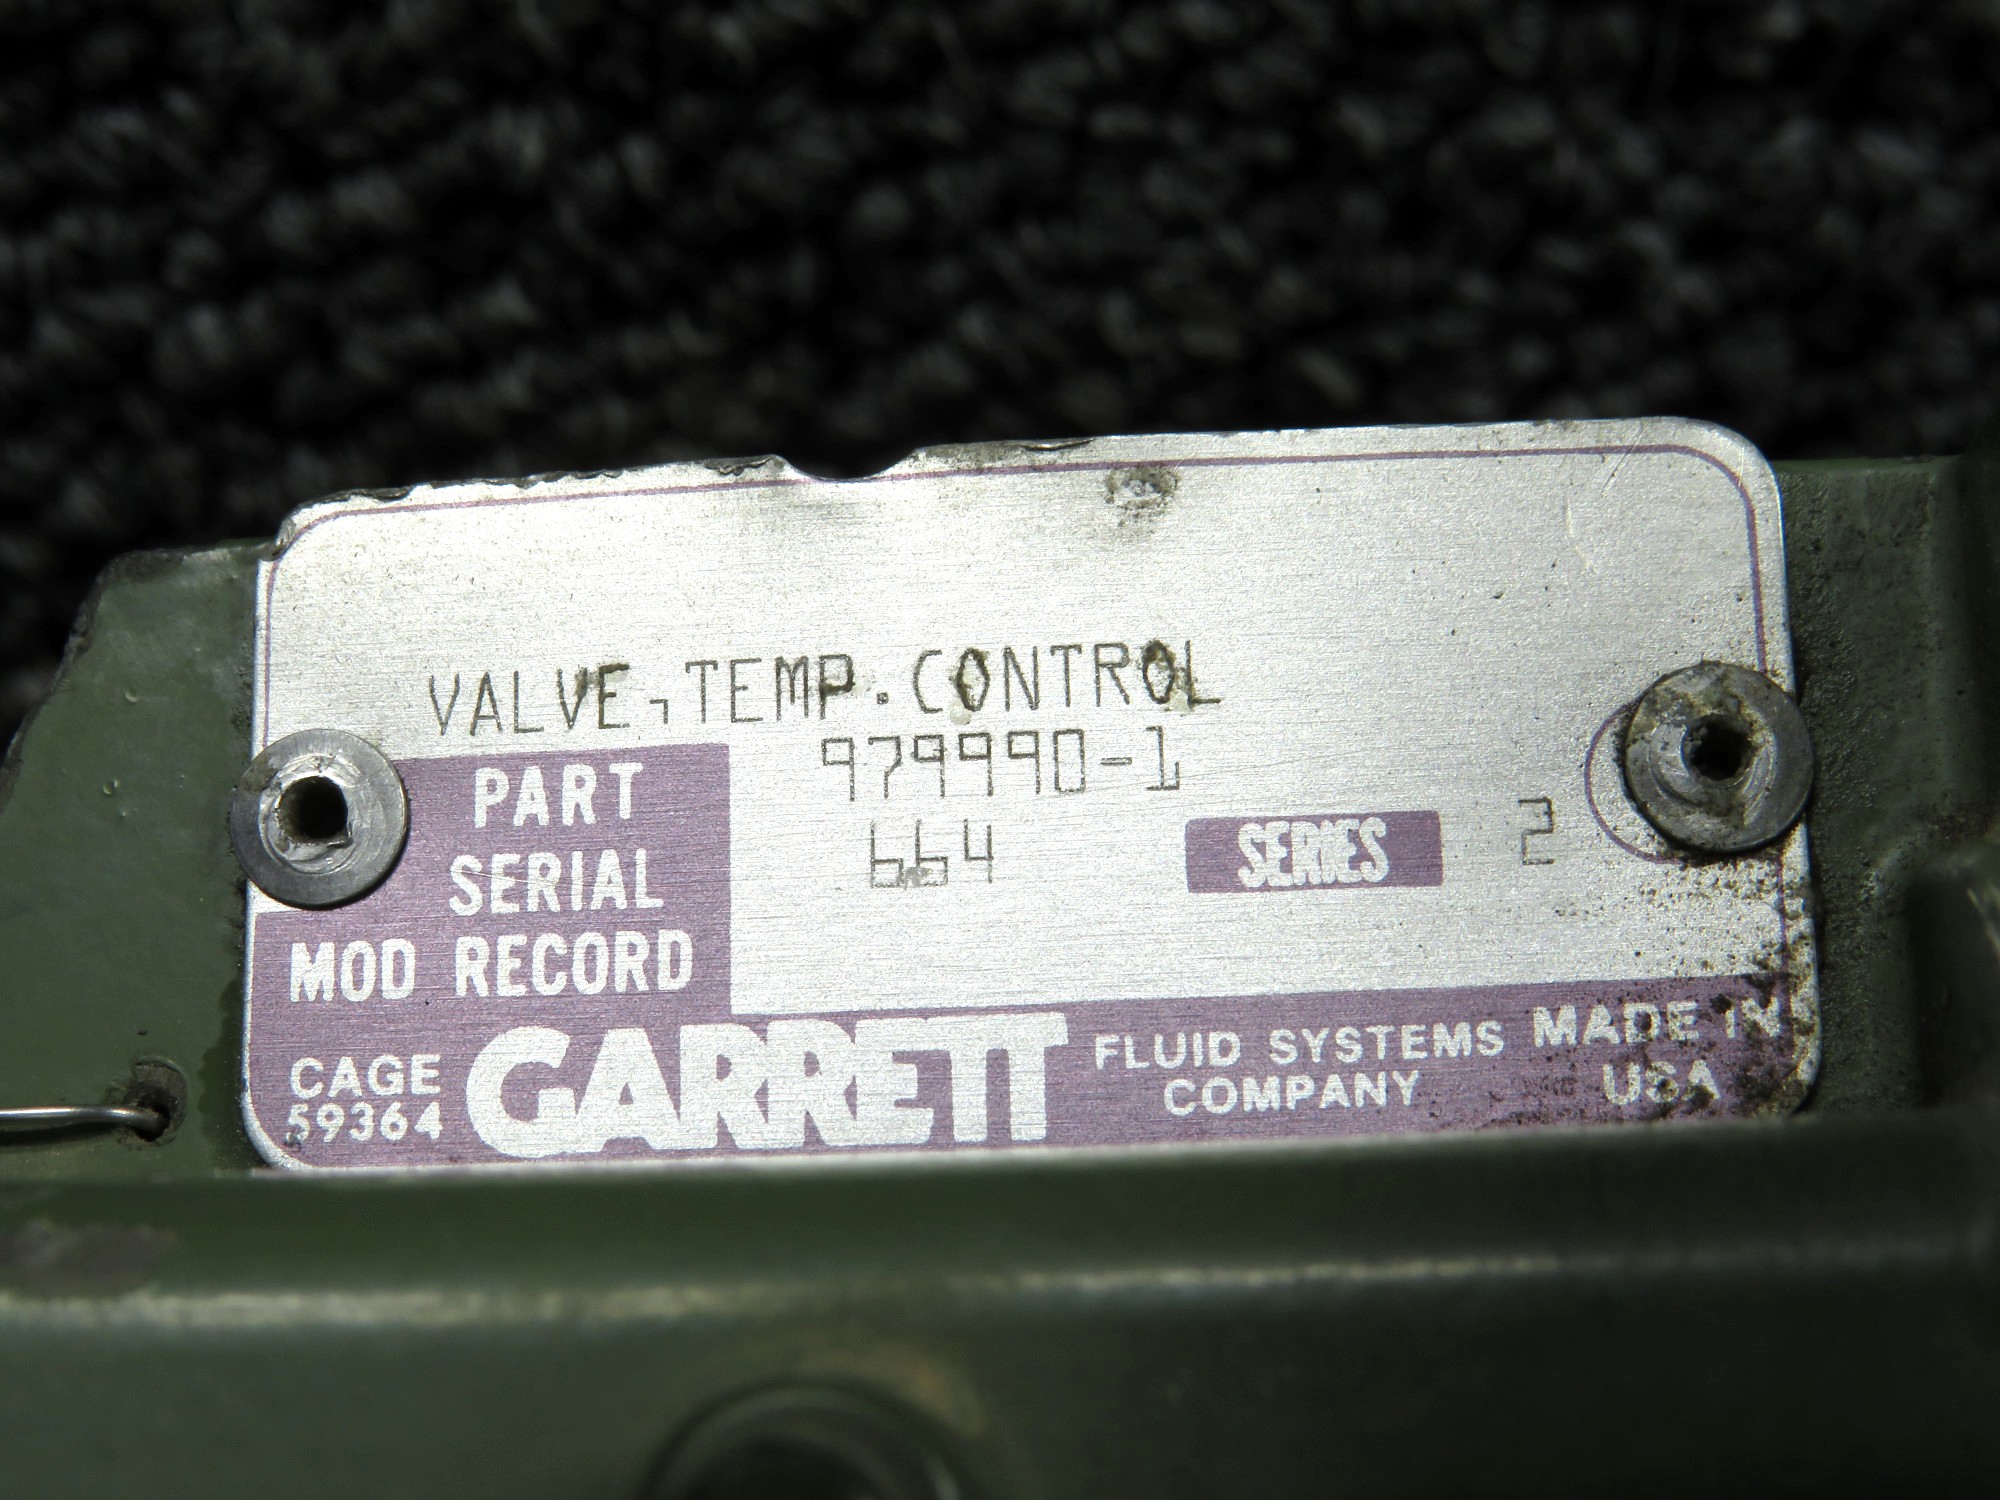 VALVE,TEMP.CONTROL
PART 979990-1
SERIAL 664 SERIES 2
MOD RECORD
CAGE 59364 GARRETT FLUID SYSTEMS COMPANY MADE IN USA